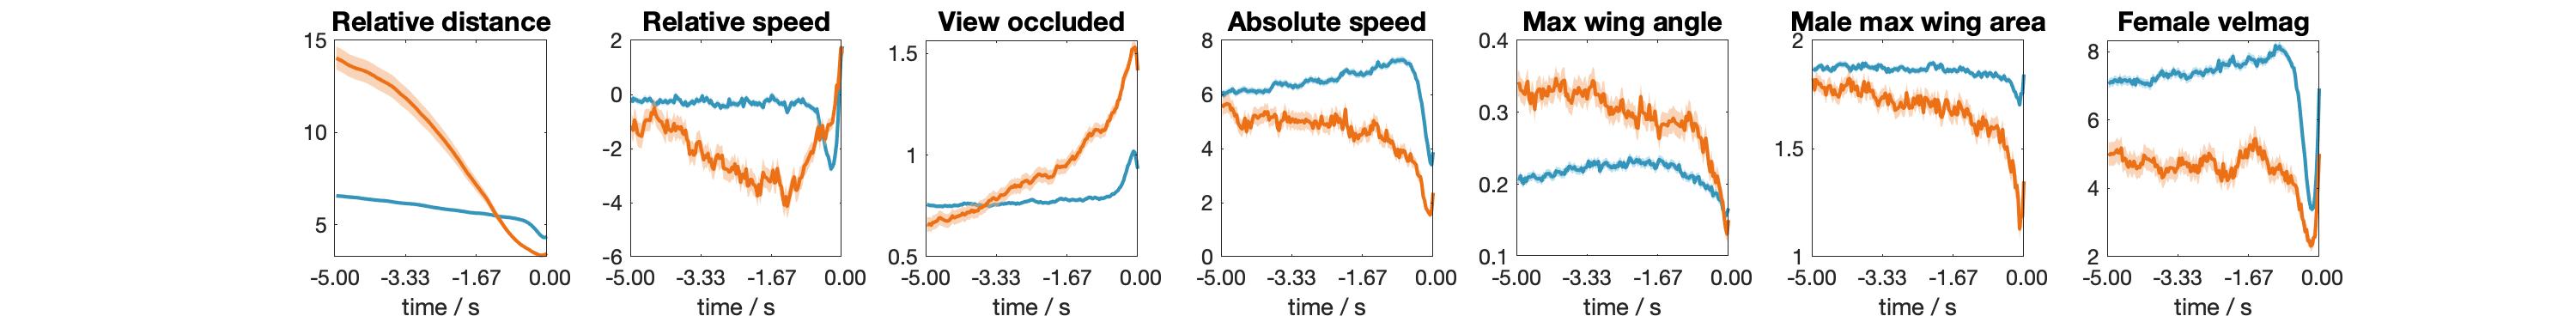 Relative distance
15
10
5
-5.00 -3.33 -1.67 0.00
time / s
Relative speed
2
0
-2
-4
-6
-5.00 -3.33 -1.67 0.00
time / s
View occluded
1.5
1
0.5
-5.00 -3.33 -1.67 0.00
time / s
Absolute speed
8
6
4
2
0
-5.00 -3.33 -1.67 0.00
time / s
Max wing angle
0.4
0.3
0.2
0.1
-5.00 -3.33 -1.67 0.00
time / s
Male max wing area
2
1.5
1
-5.00 -3.33 -1.67 0.00
time / s
Female velmag
8
6
4
2
-5.00 -3.33 -1.67 0.00
time / s